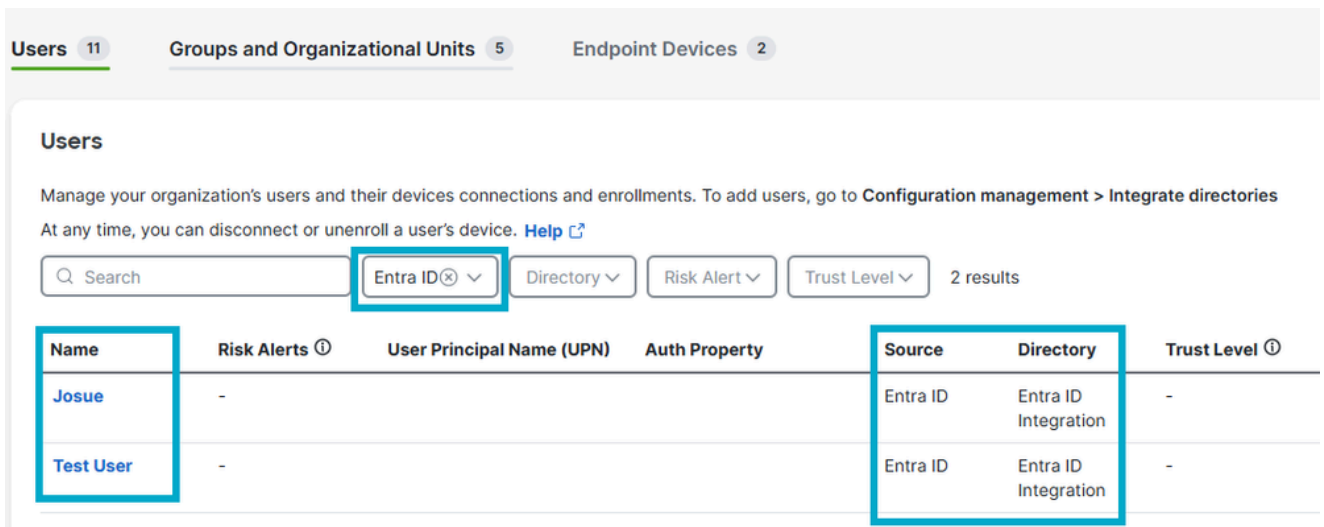 Users 11 Groups and Organizational Units 5 Endpoint Devices 2
Users
Manage your organization's users and their devices connections and enrollments. To add users, go to Configuration management > Integrate directories
At any time, you can disconnect or unenroll a user's device. Help
Search Entra ID Directory Risk Alert Trust Level 2 results
Name Risk Alerts User Principal Name (UPN) Auth Property Source Directory Trust Level
Josue - Entra ID Entra ID -
Integration
Test User - Entra ID Entra ID -
Integration